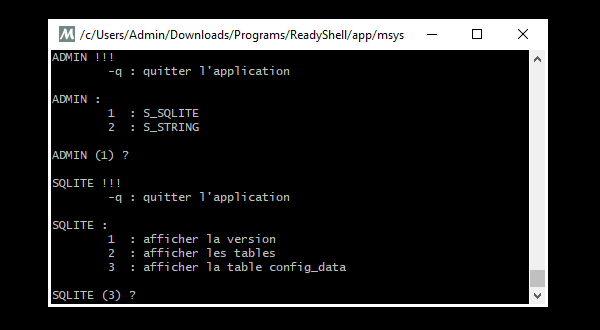 /c/Users/Admin/Downloads/Programs/ReadyShell/app/msys
ADMIN !!!
-q : quitter l'application
ADMIN :
1 : S_SQLITE
2 : S_STRING
ADMIN (1) ?
SQLITE !!!
-q : quitter l'application
SQLITE :
1 : afficher la version
2 : afficher les tables
3 : afficher la table config_data
SQLITE (3) ?